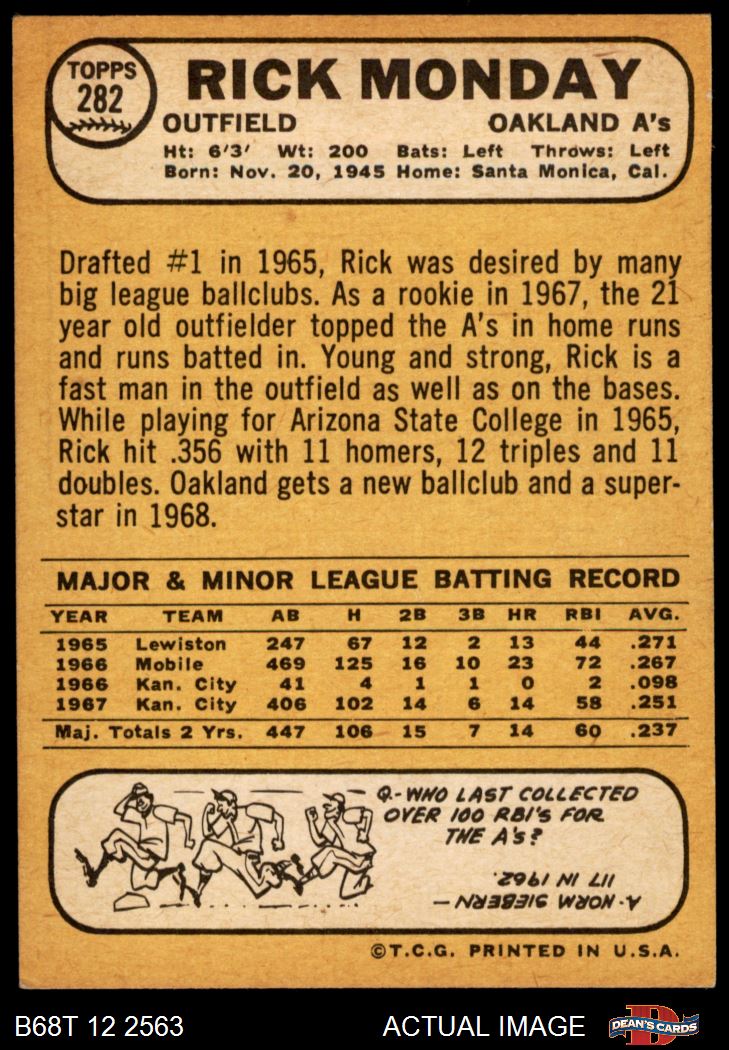 TOPPS
282
RICK MONDAY
OUTFIELD OAKLAND A's
Ht: 6'3' Wt: 200 Bats: Left Throws: Left
Born: Nov. 20, 1945 Home: Santa Monica, Cal.
Drafted #1 in 1965, Rick was desired by many
big league ballclubs. As a rookie in 1967, the 21
year old outfielder topped the A's in home runs
and runs batted in. Young and strong, Rick is a
fast man in the outfield as well as on the bases.
While playing for Arizona State College in 1965,
Rick hit .356 with 11 homers, 12 triples and 11
doubles. Oakland gets a new ballclub and a super-
star in 1968.
MAJOR & MINOR LEAGUE BATTING RECORD
YEAR TEAM AB H 2B 3B HR RBI AVG.
1965 Lewiston 247 67 12 2 13 44 .271
1966 Mobile 469 125 16 10 23 72 .267
1966 Kan. City 41 4 1 1 0 2 .098
1967 Kan. City 406 102 14 6 14 58 .251
Maj. Totals 2 Yrs. 447 106 15 7 14 60 .237
Q.-WHO LAST COLLECTED
OVER 100 RBI'S FOR
THE A's?
A.-NORM SIEBERN —
117 IN 1962.
©T.C.G. PRINTED IN U.S.A.
B68T 12 2563 ACTUAL IMAGE D DEAN'S CARDS